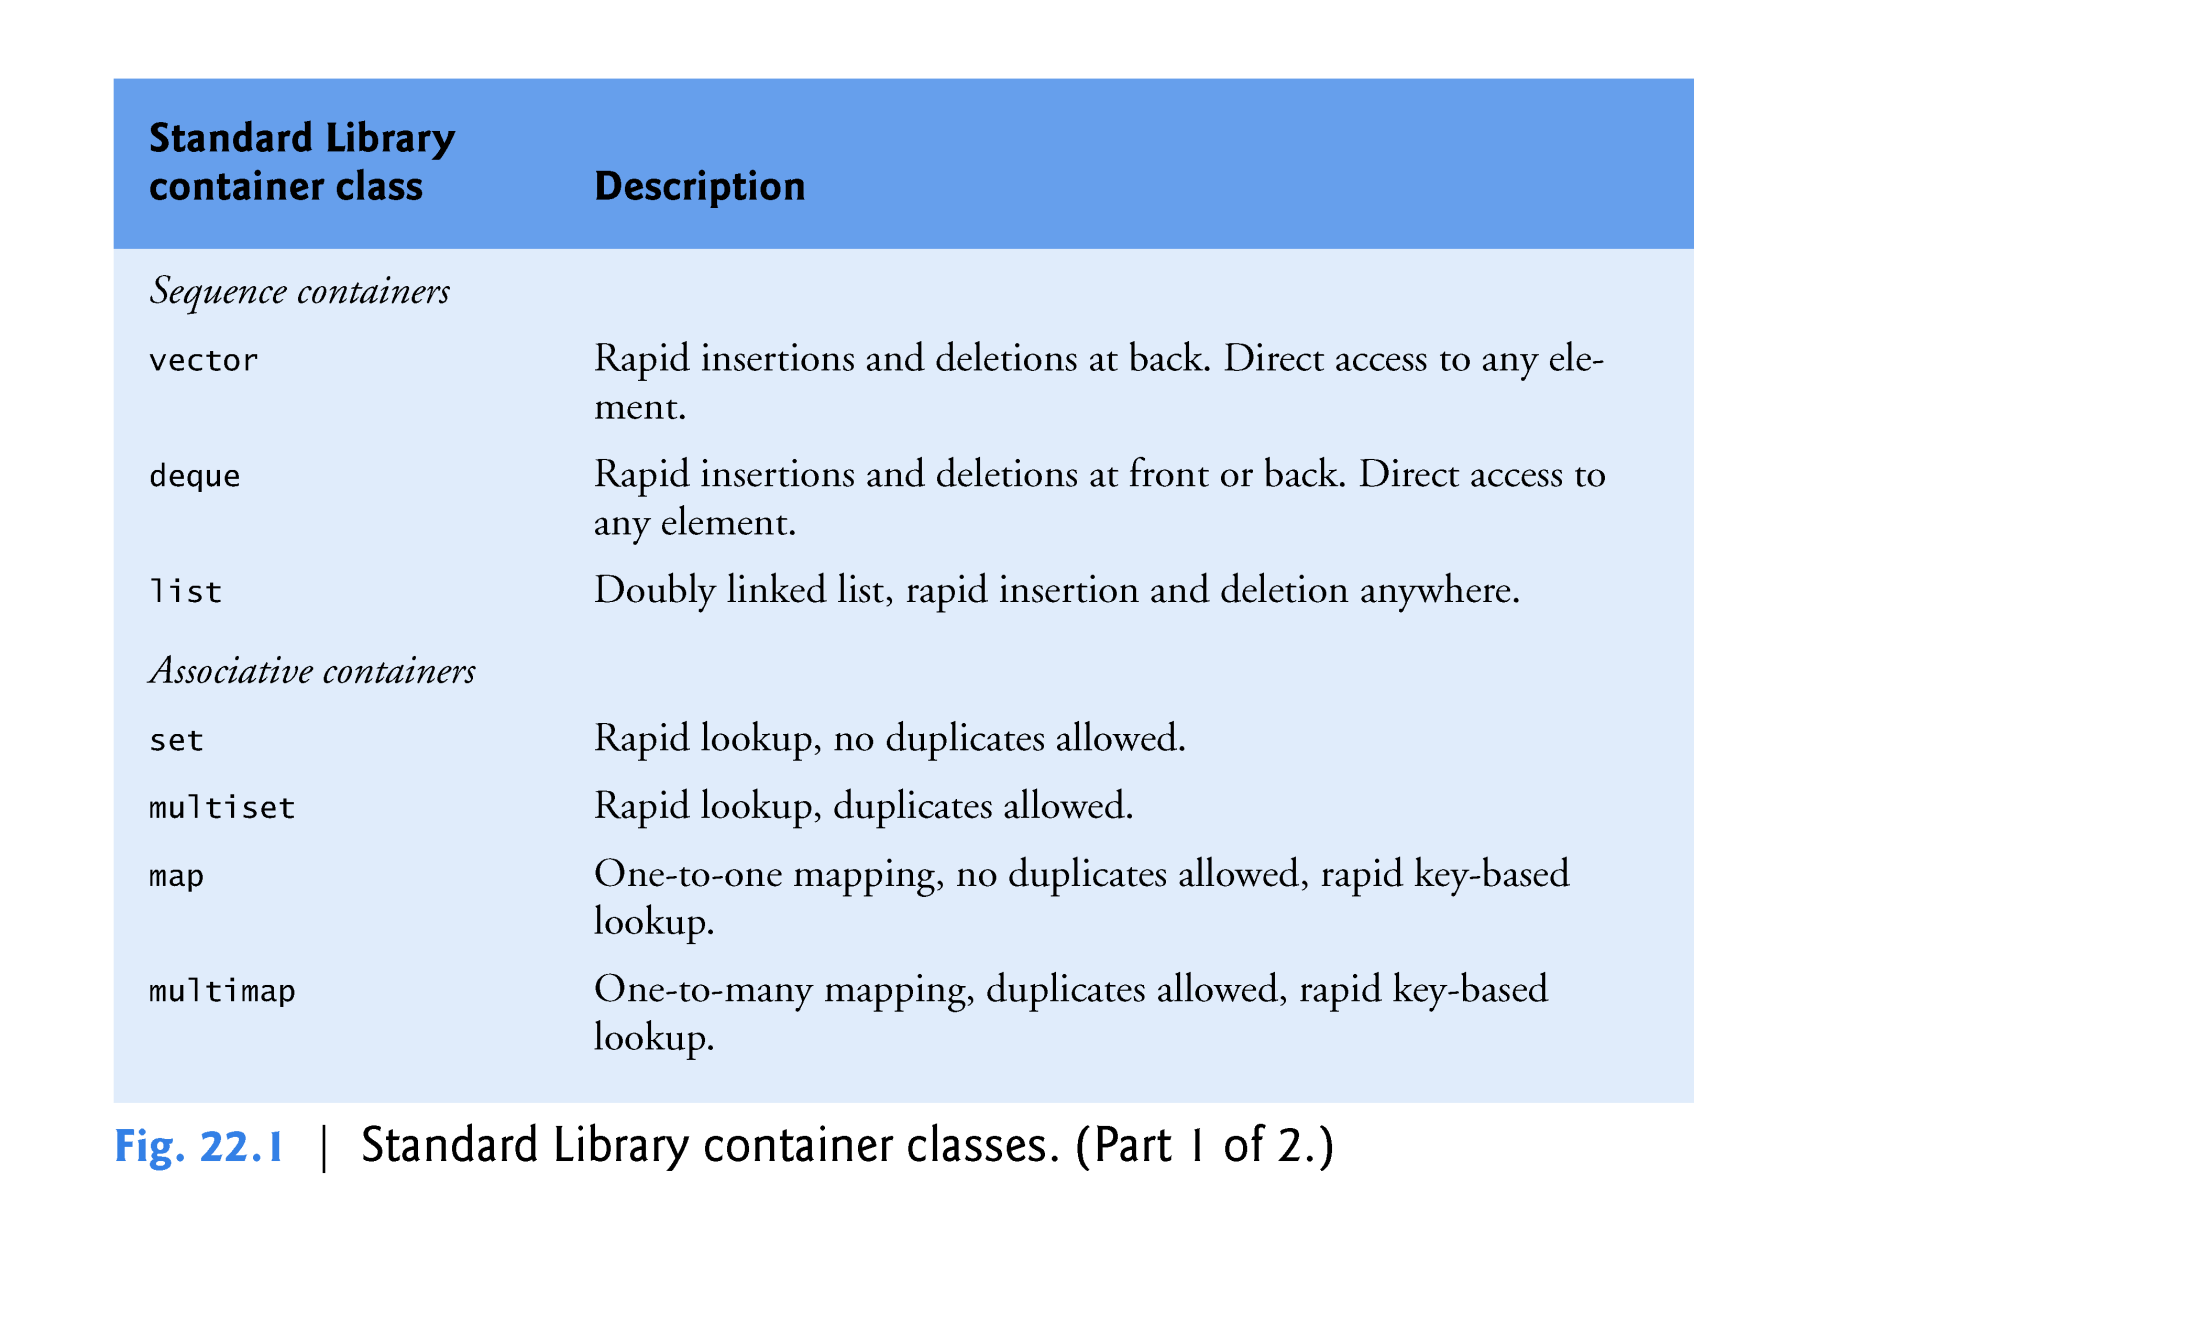 Standard Library
container class
Description
Sequence containers
vector
Rapid insertions and deletions at back. Direct access to any ele-
ment.
deque
Rapid insertions and deletions at front or back. Direct access to
any element.
list
Doubly linked list, rapid insertion and deletion anywhere.
Associative containers
set
Rapid lookup, no duplicates allowed.
multiset
Rapid lookup, duplicates allowed.
map
One-to-one mapping, no duplicates allowed, rapid key-based
lookup.
multimap
One-to-many mapping, duplicates allowed, rapid key-based
lookup.
Fig. 22.1 | Standard Library container classes. (Part 1 of 2.)